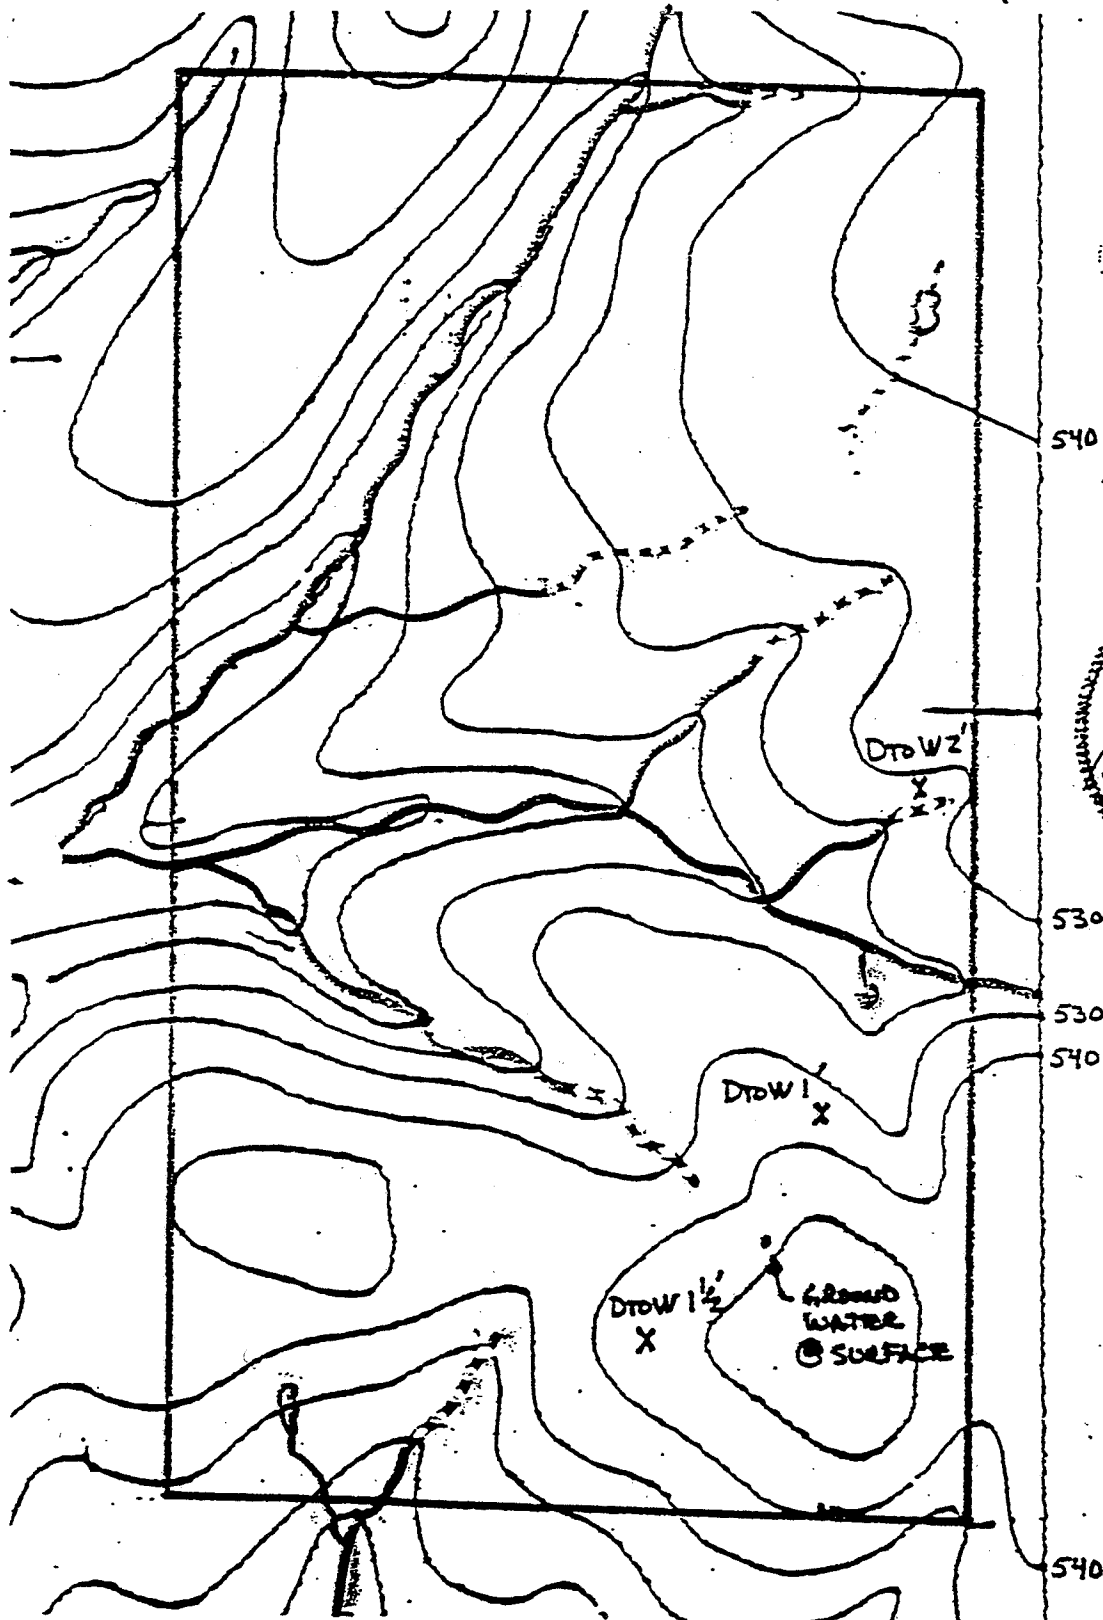 540
DTOW 2'
530
530
540
DTOW 1'
DTOW 1½'
GROUND
WATER
@ SURFACE
540